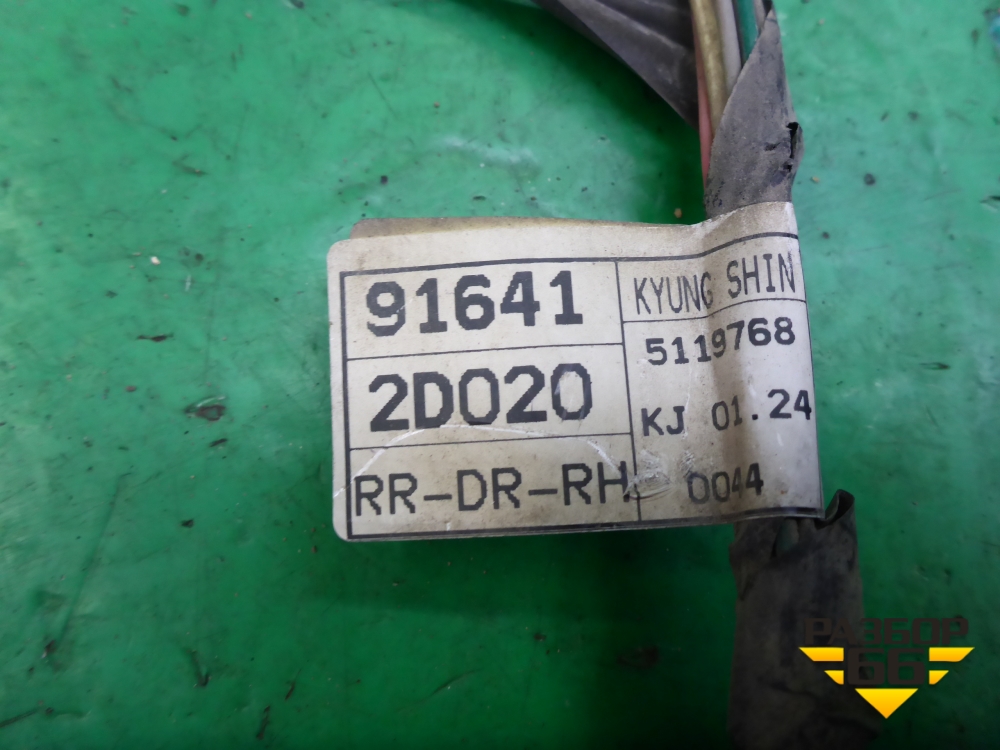 91641
2D020
RR-DR-RH
KYUNG SHIN
5119768
KJ 01.24
0044
РАЗБОР
66